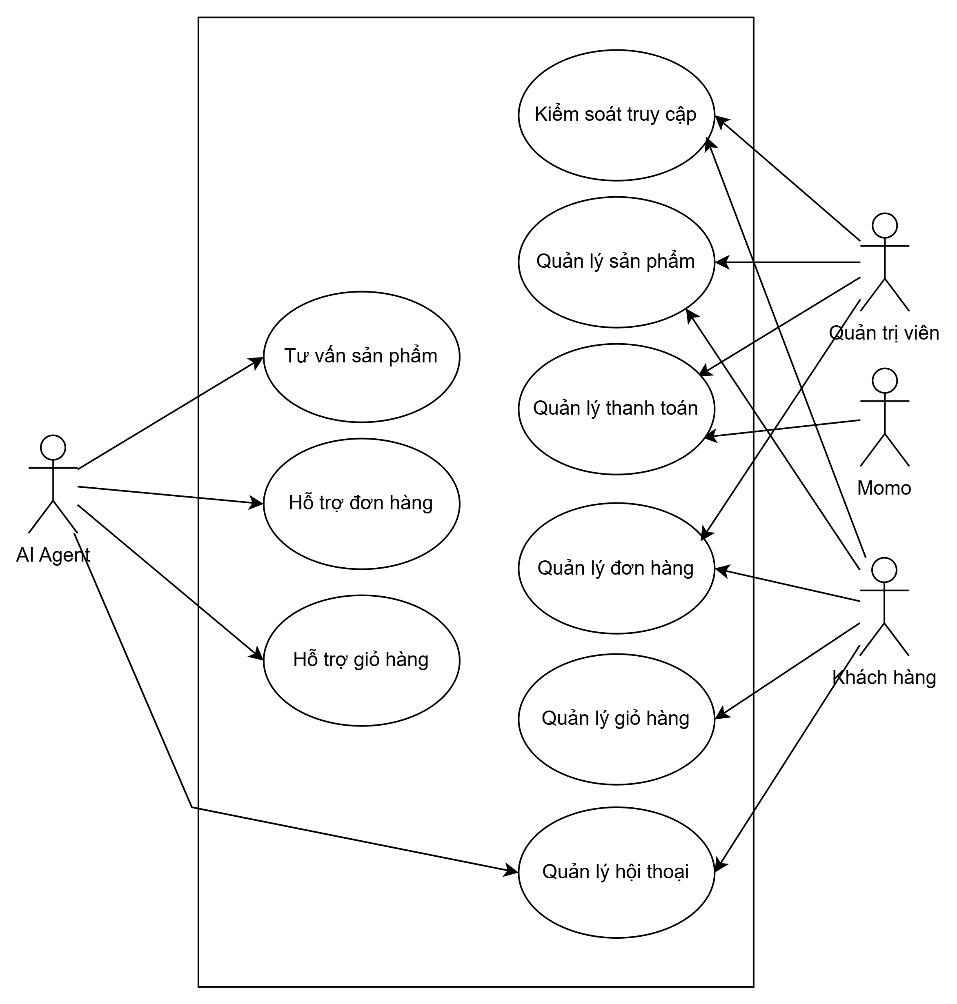 Kiểm soát truy cập
Quản lý sản phẩm
Quản trị viên
Tư vấn sản phẩm
Quản lý thanh toán
Momo
Hỗ trợ đơn hàng
AI Agent
Quản lý đơn hàng
Hỗ trợ giỏ hàng
Khách hàng
Quản lý giỏ hàng
Quản lý hội thoại